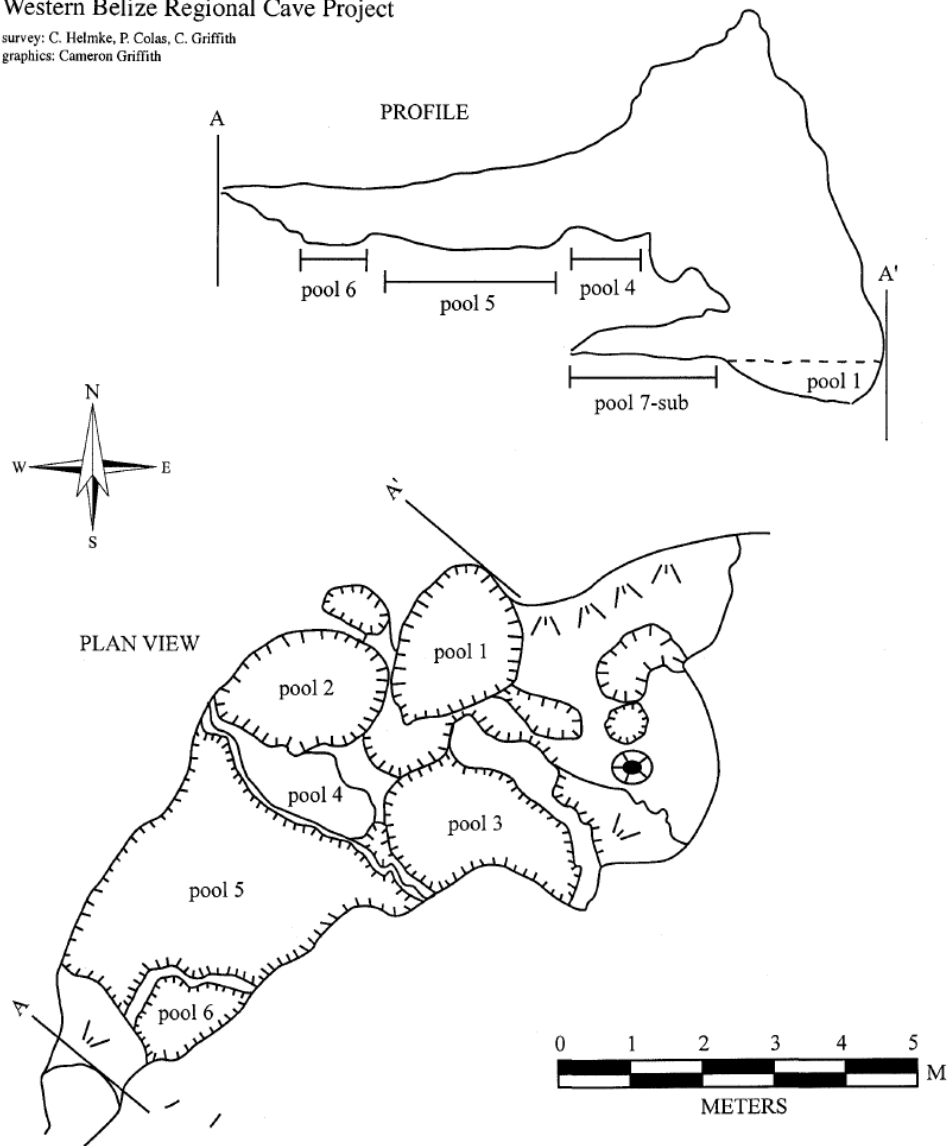 Western Belize Regional Cave Project
survey: C. Helmke, P. Colas, C. Griffith
graphics: Cameron Griffith
PROFILE
A
A'
pool 6
pool 5
pool 4
pool 1
pool 7-sub
N
W
E
S
A'
PLAN VIEW
pool 1
pool 2
pool 4
pool 3
pool 5
pool 6
A
0 1 2 3 4 5
M
METERS